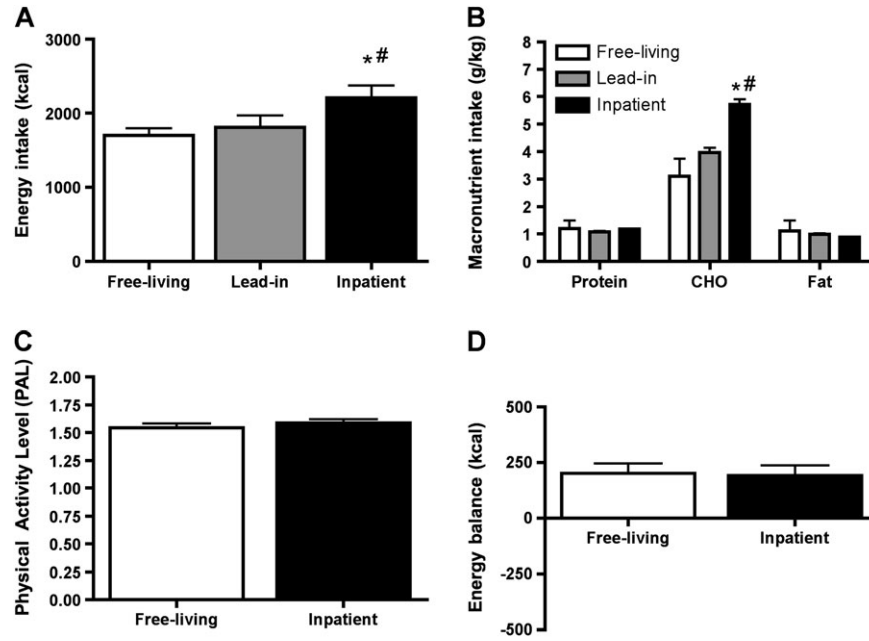 A
Energy intake (kcal)
3000
2000
1000
0
*#
Free-living Lead-in Inpatient
B
Macronutrient intake (g/kg)
8
7
6
5
4
3
2
1
0
Free-living
Lead-in
Inpatient
*#
Protein CHO Fat
C
Physical Activity Level (PAL)
2.00
1.75
1.50
1.25
1.00
0.75
0.50
0.25
0.00
Free-living Inpatient
D
Energy balance (kcal)
500
250
0
-250
-500
Free-living Inpatient